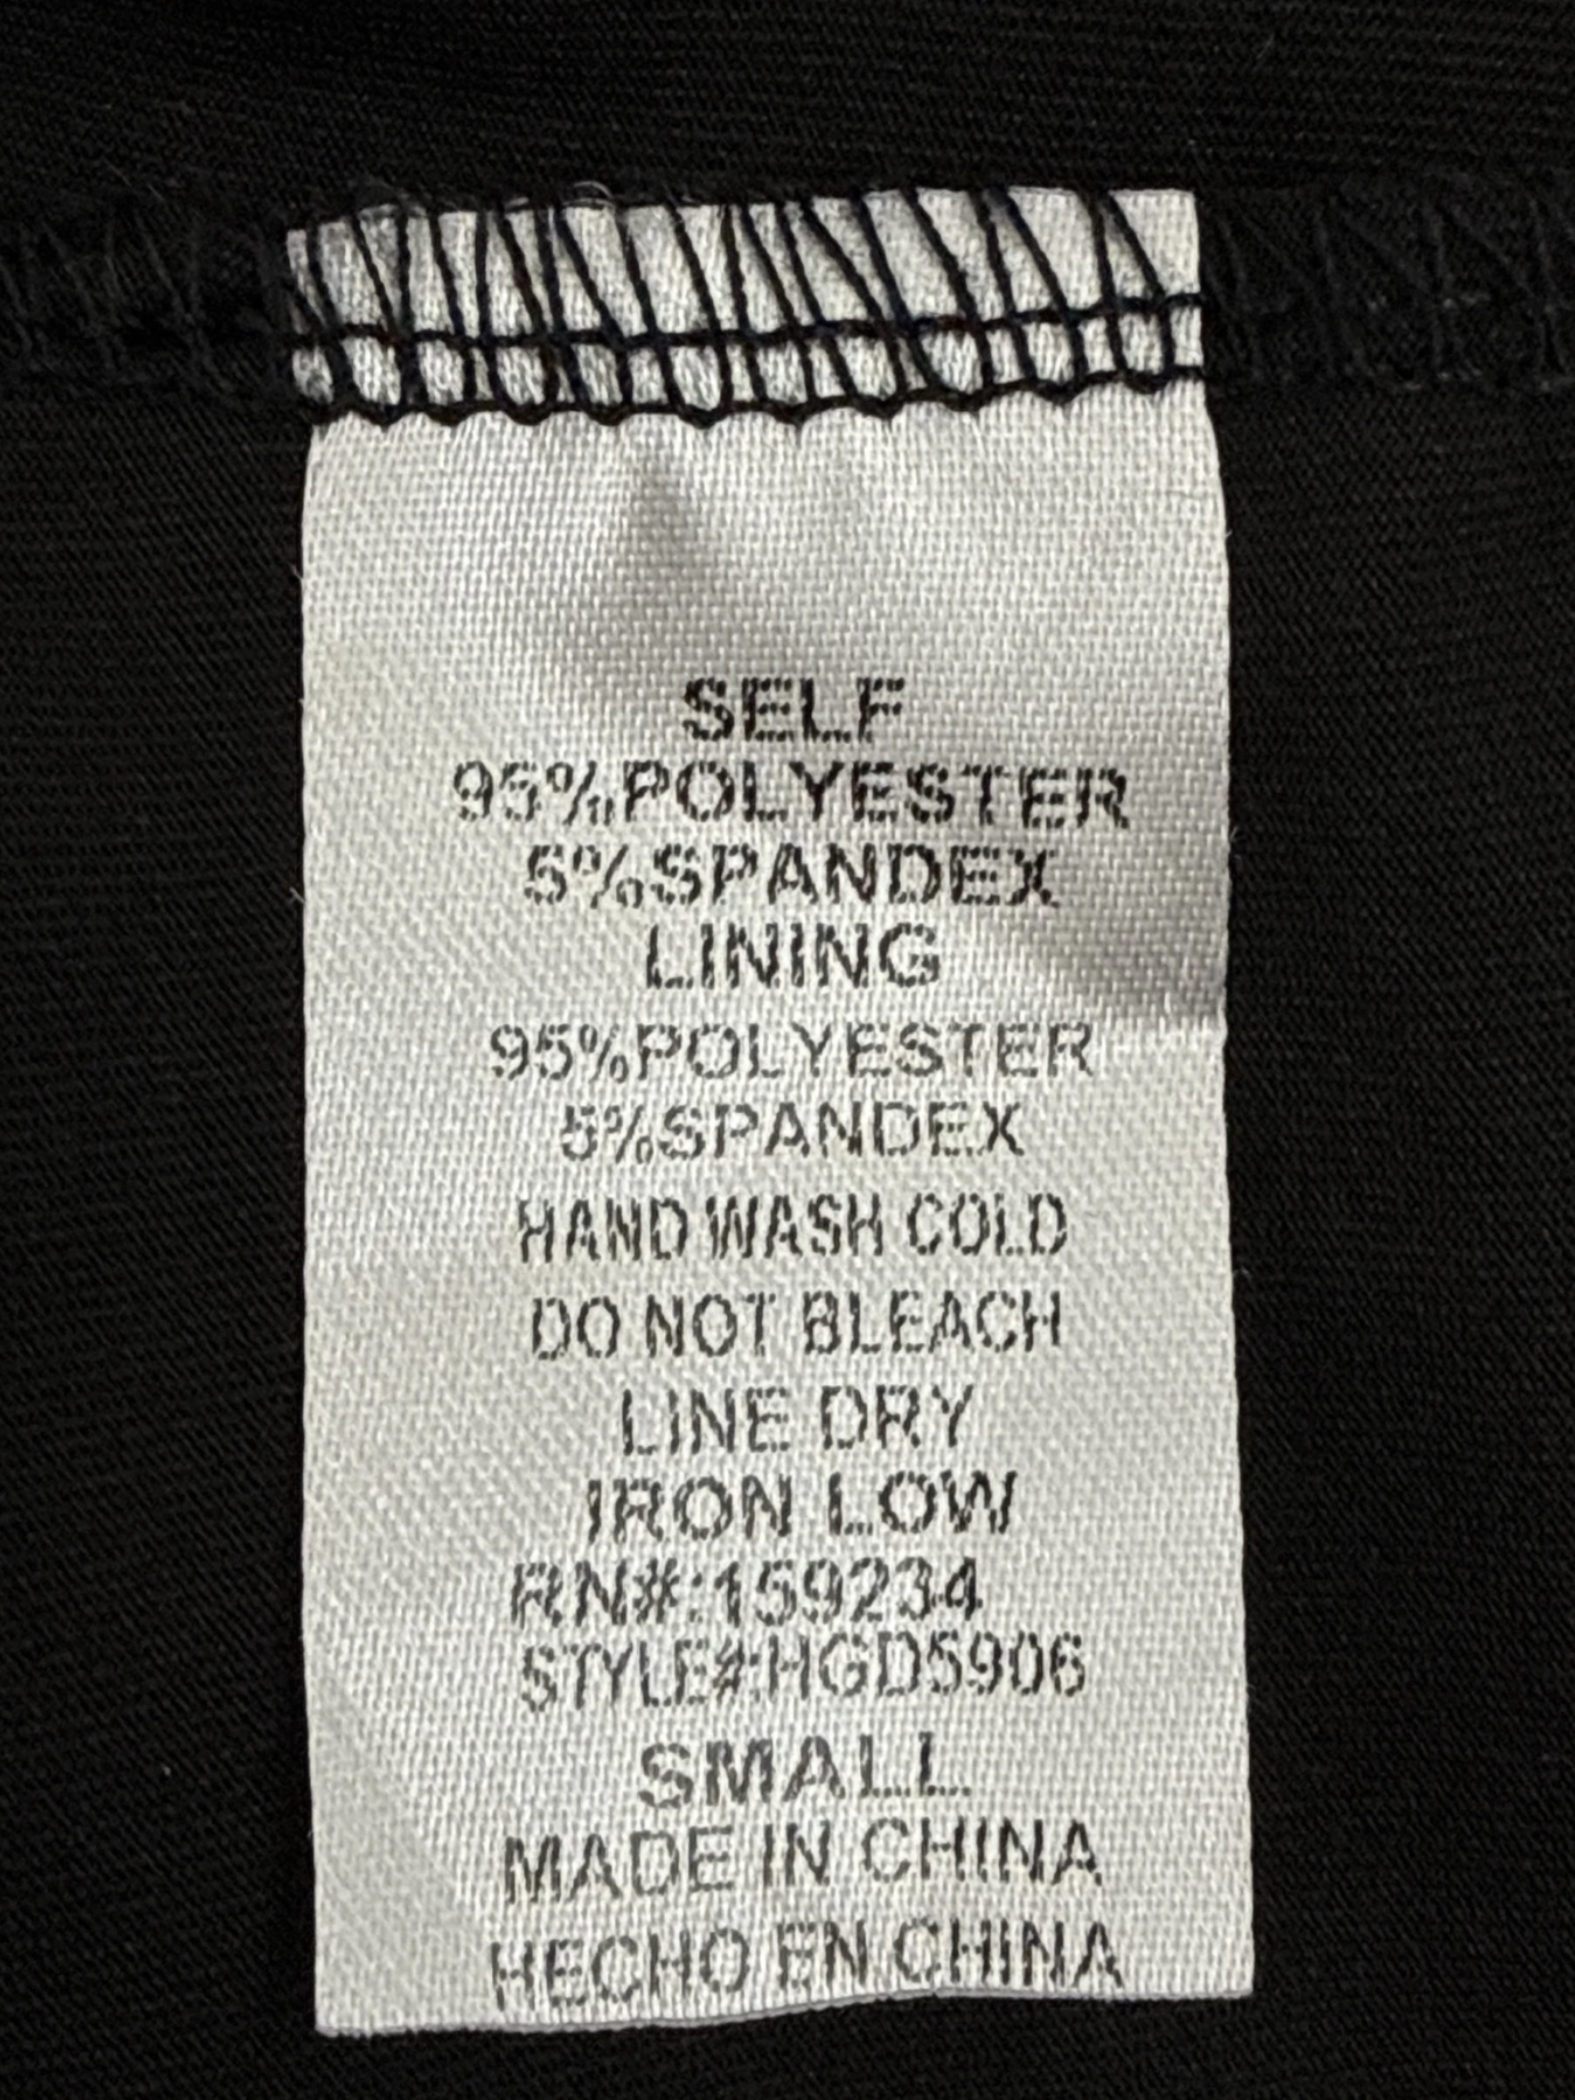 SELF
95%POLYESTER
5%SPANDEX
LINING
95%POLYESTER
5%SPANDEX
HAND WASH COLD
DO NOT BLEACH
LINE DRY
IRON LOW
RN#:159234
STYLE#:HGD5906
SMALL
MADE IN CHINA
HECHO EN CHINA